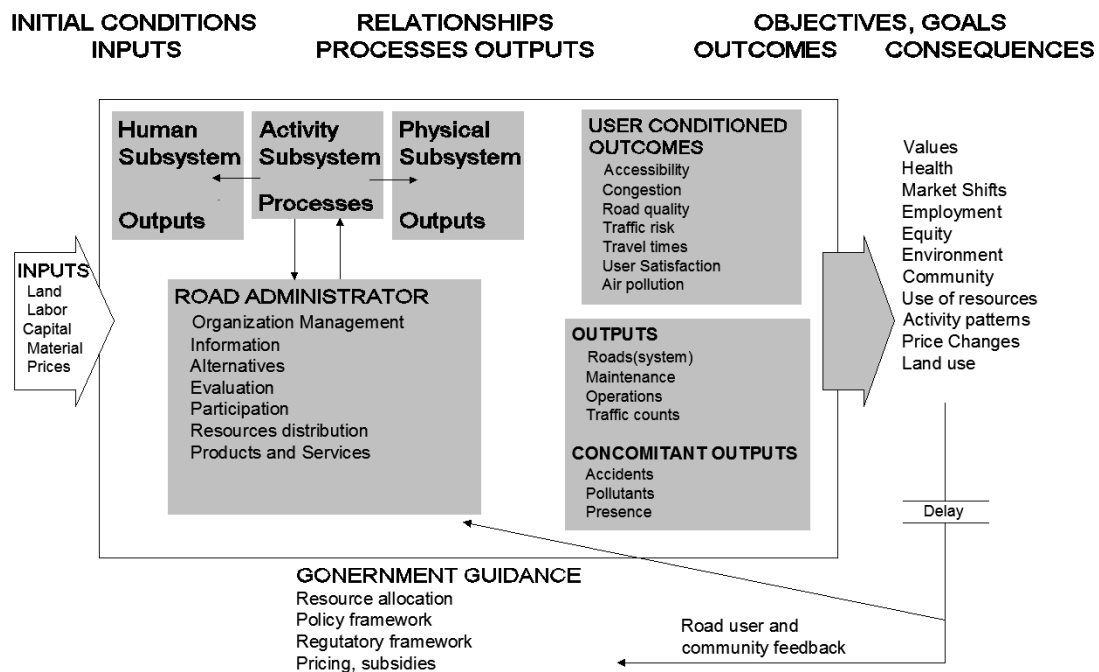 INITIAL CONDITIONS
INPUTS
RELATIONSHIPS
PROCESSES OUTPUTS
OBJECTIVES, GOALS
OUTCOMES CONSEQUENCES
Human
Subsystem
Outputs
Activity
Subsystem
Processes
Physical
Subsystem
Outputs
INPUTS
Land
Labor
Capital
Material
Prices
ROAD ADMINISTRATOR
Organization Management
Information
Alternatives
Evaluation
Participation
Resources distribution
Products and Services
USER CONDITIONED
OUTCOMES
Accessibility
Congestion
Road quality
Traffic risk
Travel times
User Satisfaction
Air pollution
OUTPUTS
Roads(system)
Maintenance
Operations
Traffic counts
CONCOMITANT OUTPUTS
Accidents
Pollutants
Presence
Values
Health
Market Shifts
Employment
Equity
Environment
Community
Use of resources
Activity patterns
Price Changes
Land use
Delay
GONERNMENT GUIDANCE
Resource allocation
Policy framework
Regutatory framework
Pricing, subsidies
Road user and
community feedback